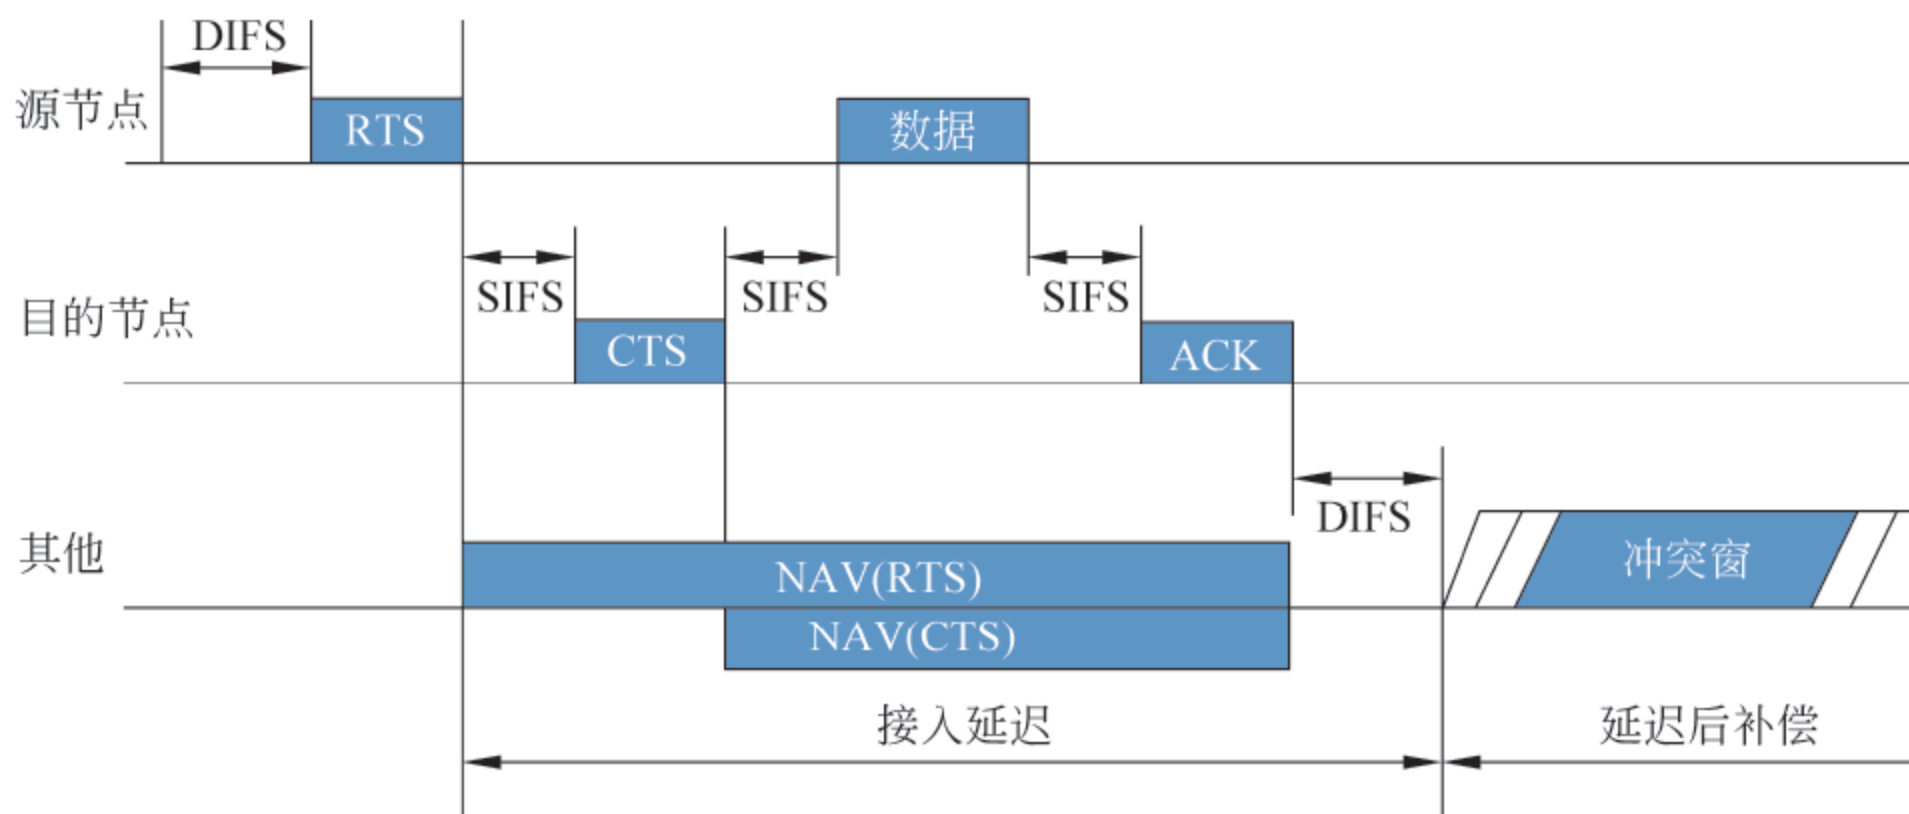 DIFS
源节点
RTS
数据
SIFS
SIFS
SIFS
目的节点
CTS
ACK
DIFS
其他
NAV(RTS)
冲突窗
NAV(CTS)
接入延迟
延迟后补偿